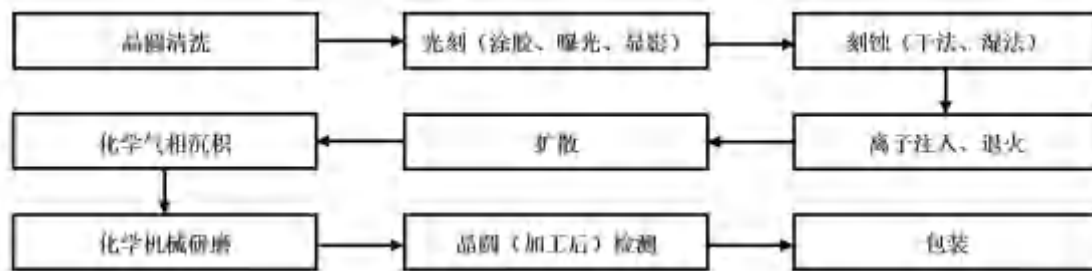 晶圆清洗
光刻（涂胶、曝光、显影）
刻蚀（干法、湿法）
离子注入、退火
扩散
化学气相沉积
化学机械研磨
晶圆（加工后）检测
包装